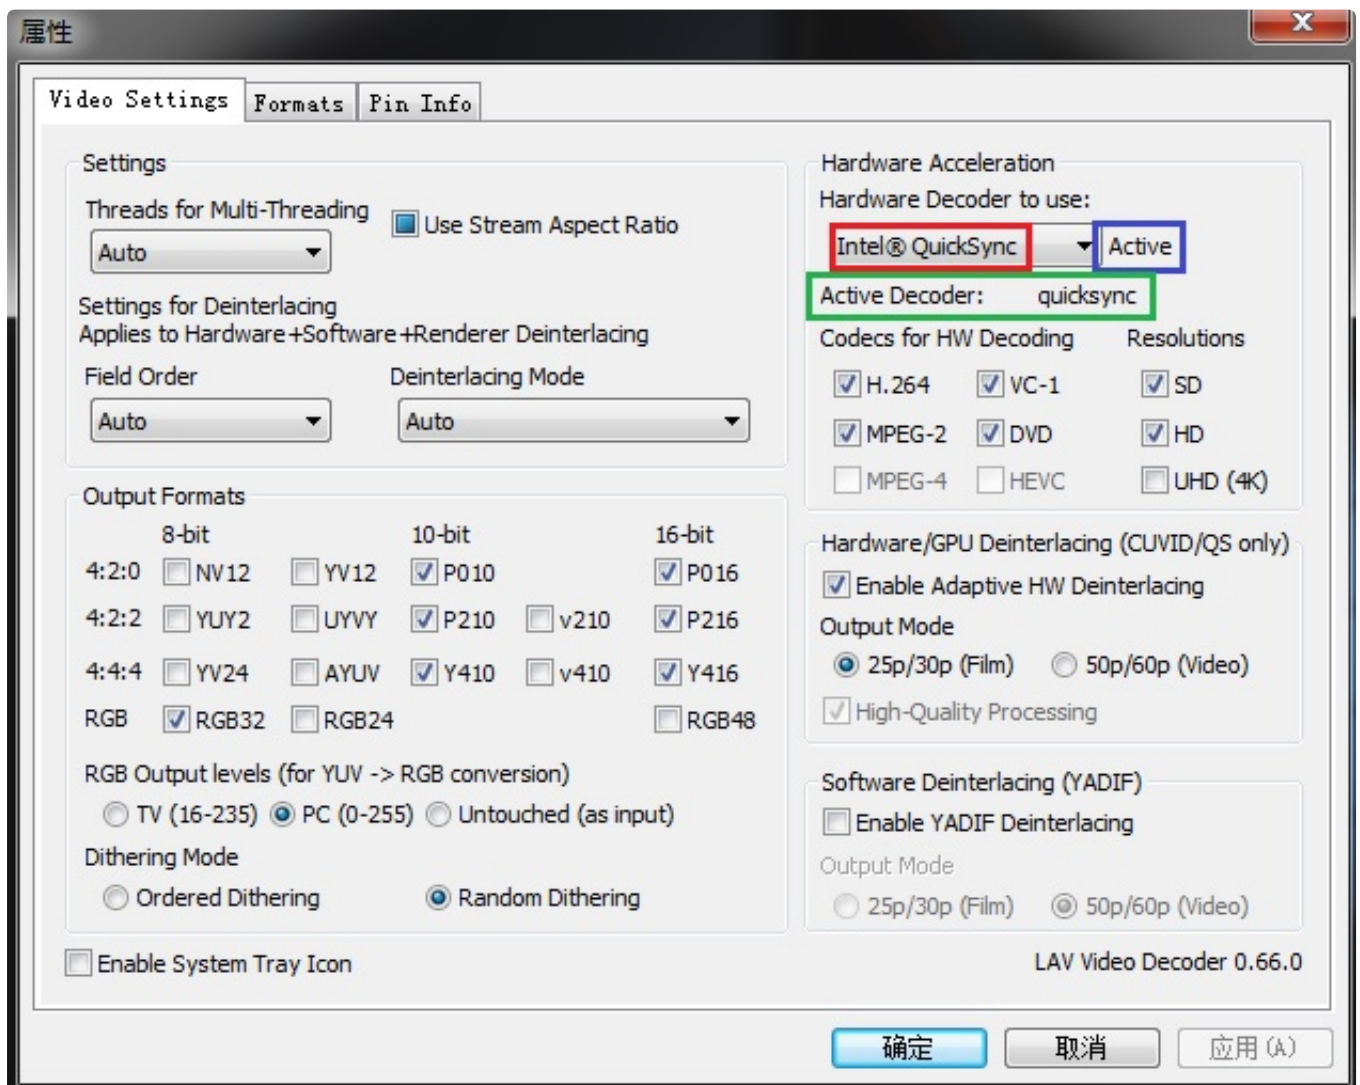 属性
Video Settings Formats Pin Info
Settings
Threads for Multi-Threading
Auto
Use Stream Aspect Ratio
Settings for Deinterlacing
Applies to Hardware+Software+Renderer Deinterlacing
Field Order Deinterlacing Mode
Auto Auto
Output Formats
8-bit 10-bit 16-bit
4:2:0 NV12 YV12 P010 P016
4:2:2 YUY2 UYVY P210 v210 P216
4:4:4 YV24 AYUV Y410 v410 Y416
RGB RGB32 RGB24 RGB48
RGB Output levels (for YUV -> RGB conversion)
TV (16-235) PC (0-255) Untouched (as input)
Dithering Mode
Ordered Dithering Random Dithering
Enable System Tray Icon
Hardware Acceleration
Hardware Decoder to use:
Intel® QuickSync Active
Active Decoder: quicksync
Codecs for HW Decoding Resolutions
H.264 VC-1 SD
MPEG-2 DVD HD
MPEG-4 HEVC UHD (4K)
Hardware/GPU Deinterlacing (CUVID/QS only)
Enable Adaptive HW Deinterlacing
Output Mode
25p/30p (Film) 50p/60p (Video)
High-Quality Processing
Software Deinterlacing (YADIF)
Enable YADIF Deinterlacing
Output Mode
25p/30p (Film) 50p/60p (Video)
LAV Video Decoder 0.66.0
确定 取消 应用(A)